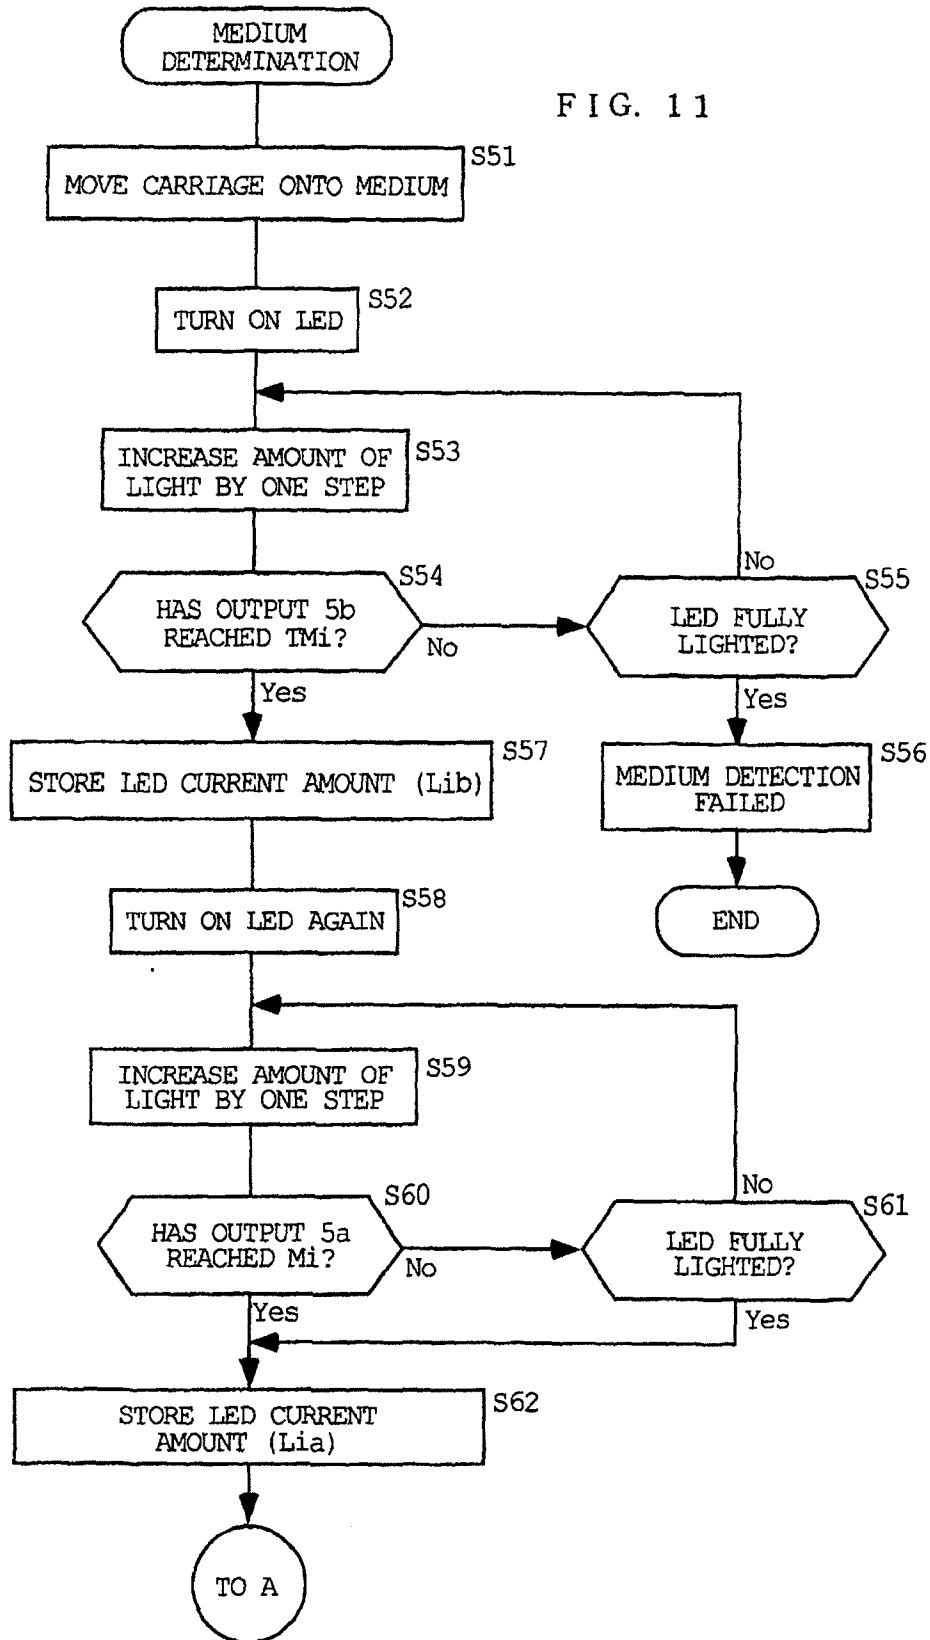 MEDIUM
DETERMINATION
FIG. 11
S51
MOVE CARRIAGE ONTO MEDIUM
S52
TURN ON LED
S53
INCREASE AMOUNT OF
LIGHT BY ONE STEP
S54
HAS OUTPUT 5b
REACHED TMi?
No
Yes
No
S55
LED FULLY
LIGHTED?
Yes
S56
MEDIUM DETECTION
FAILED
END
S57
STORE LED CURRENT AMOUNT (Lib)
S58
TURN ON LED AGAIN
S59
INCREASE AMOUNT OF
LIGHT BY ONE STEP
S60
HAS OUTPUT 5a
REACHED Mi?
No
Yes
No
S61
LED FULLY
LIGHTED?
Yes
S62
STORE LED CURRENT
AMOUNT (Lia)
TO A